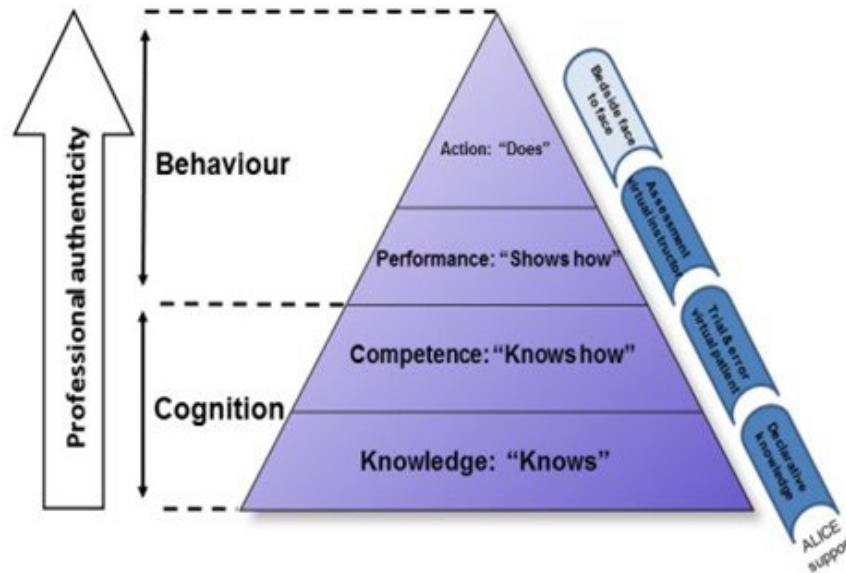 Professional authenticity
Behaviour
Cognition
Action: “Does”
Performance: “Shows how”
Competence: “Knows how”
Knowledge: “Knows”
Bedside face
to face
Assessment
virtual instructor
Trial & error
virtual patient
Declarative
knowledge
ALICE